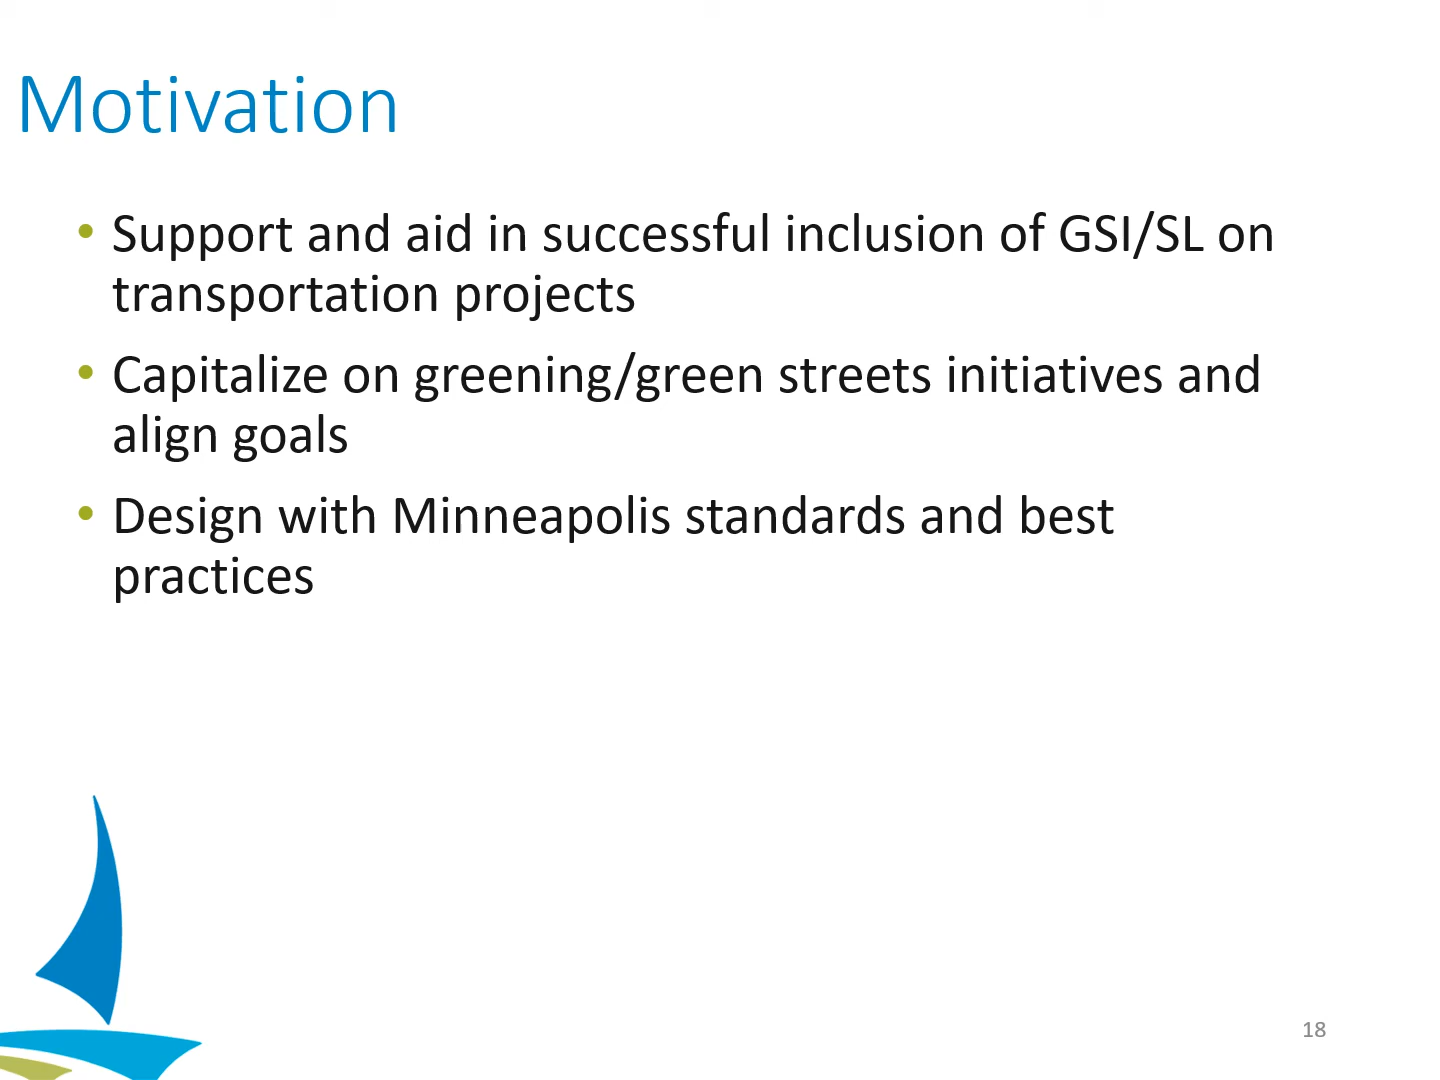 Motivation
• Support and aid in successful inclusion of GSI/SL on
transportation projects
• Capitalize on greening/green streets initiatives and
align goals
• Design with Minneapolis standards and best
practices
18